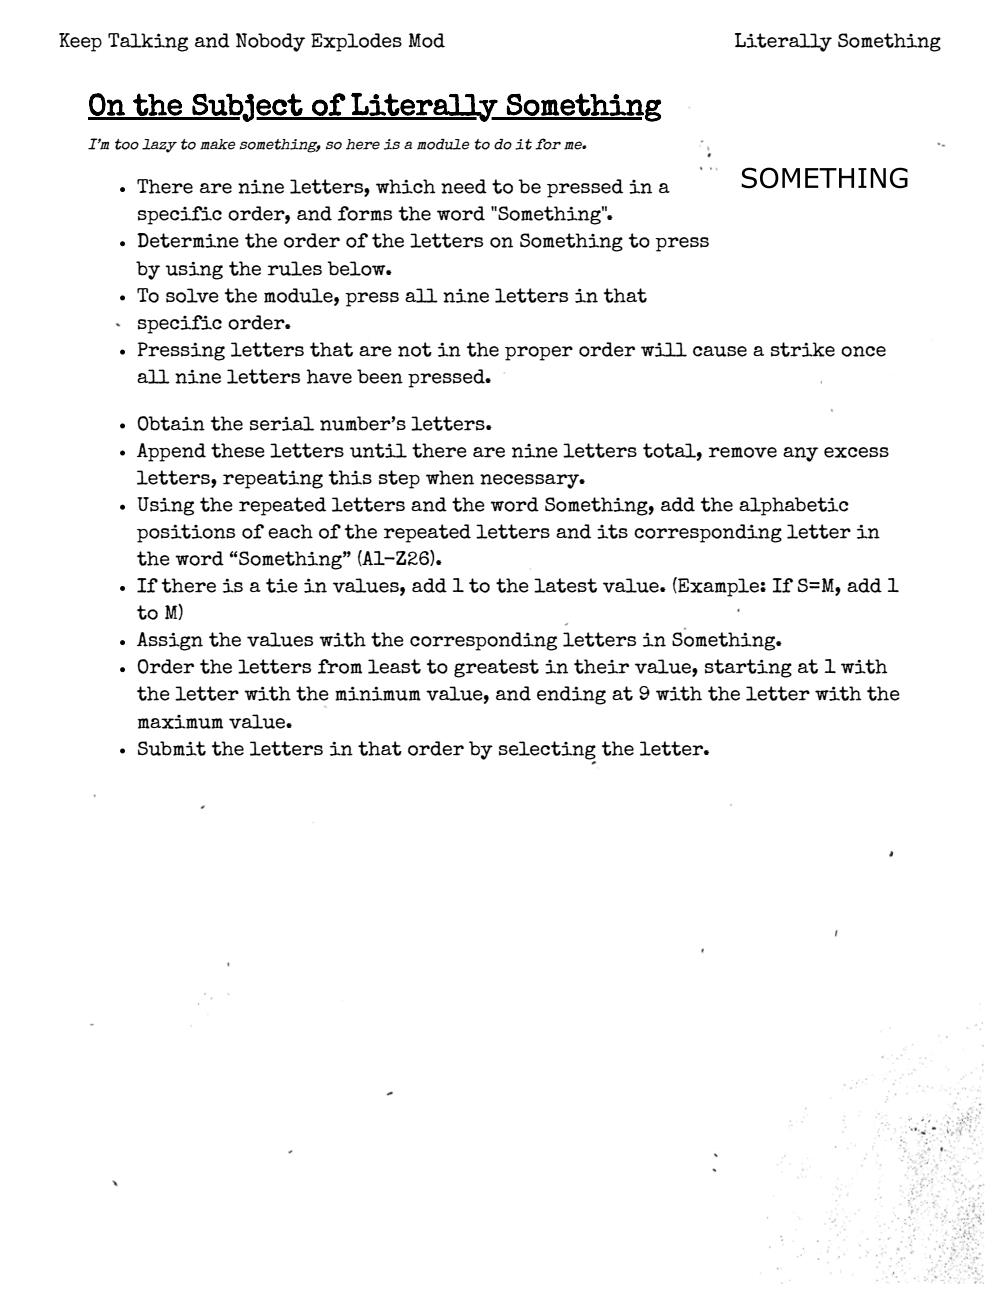 Keep Talking and Nobody Explodes Mod
Literally Something
On the Subject of Literally Something
I'm too lazy to make something, so here is a module to do it for me.
SOMETHING
• There are nine letters, which need to be pressed in a
specific order, and forms the word "Something".
• Determine the order of the letters on Something to press
by using the rules below.
• To solve the module, press all nine letters in that
specific order.
• Pressing letters that are not in the proper order will cause a strike once
all nine letters have been pressed.
• Obtain the serial number’s letters.
• Append these letters until there are nine letters total, remove any excess
letters, repeating this step when necessary.
• Using the repeated letters and the word Something, add the alphabetic
positions of each of the repeated letters and its corresponding letter in
the word “Something” (A1-Z26).
• If there is a tie in values, add 1 to the latest value. (Example: If S=M, add 1
to M)
• Assign the values with the corresponding letters in Something.
• Order the letters from least to greatest in their value, starting at 1 with
the letter with the minimum value, and ending at 9 with the letter with the
maximum value.
• Submit the letters in that order by selecting the letter.